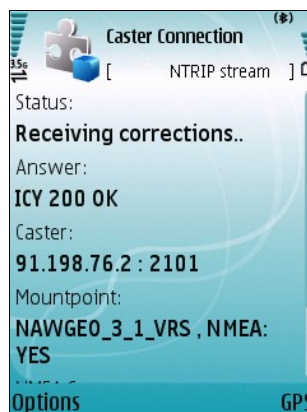 Caster Connection
3.5G
[ NTRIP stream ]
Status:
Receiving corrections..
Answer:
ICY 200 OK
Caster:
91.198.76.2 : 2101
Mountpoint:
NAWGEO_3_1_VRS , NMEA:
YES
Options GPS